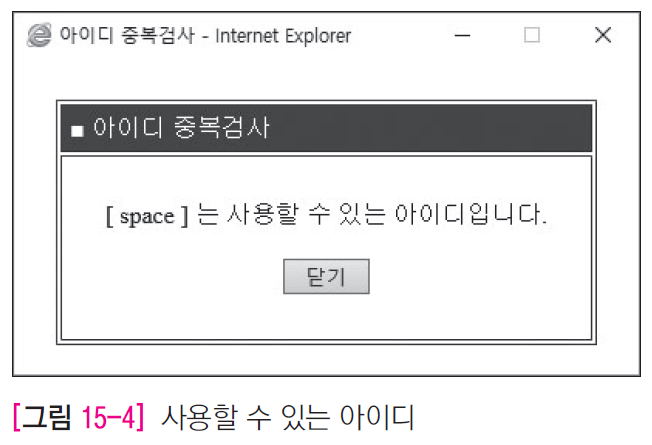 아이디 중복검사 - Internet Explorer
■ 아이디 중복검사
[ space ] 는 사용할 수 있는 아이디입니다.
닫기
[그림 15-4] 사용할 수 있는 아이디